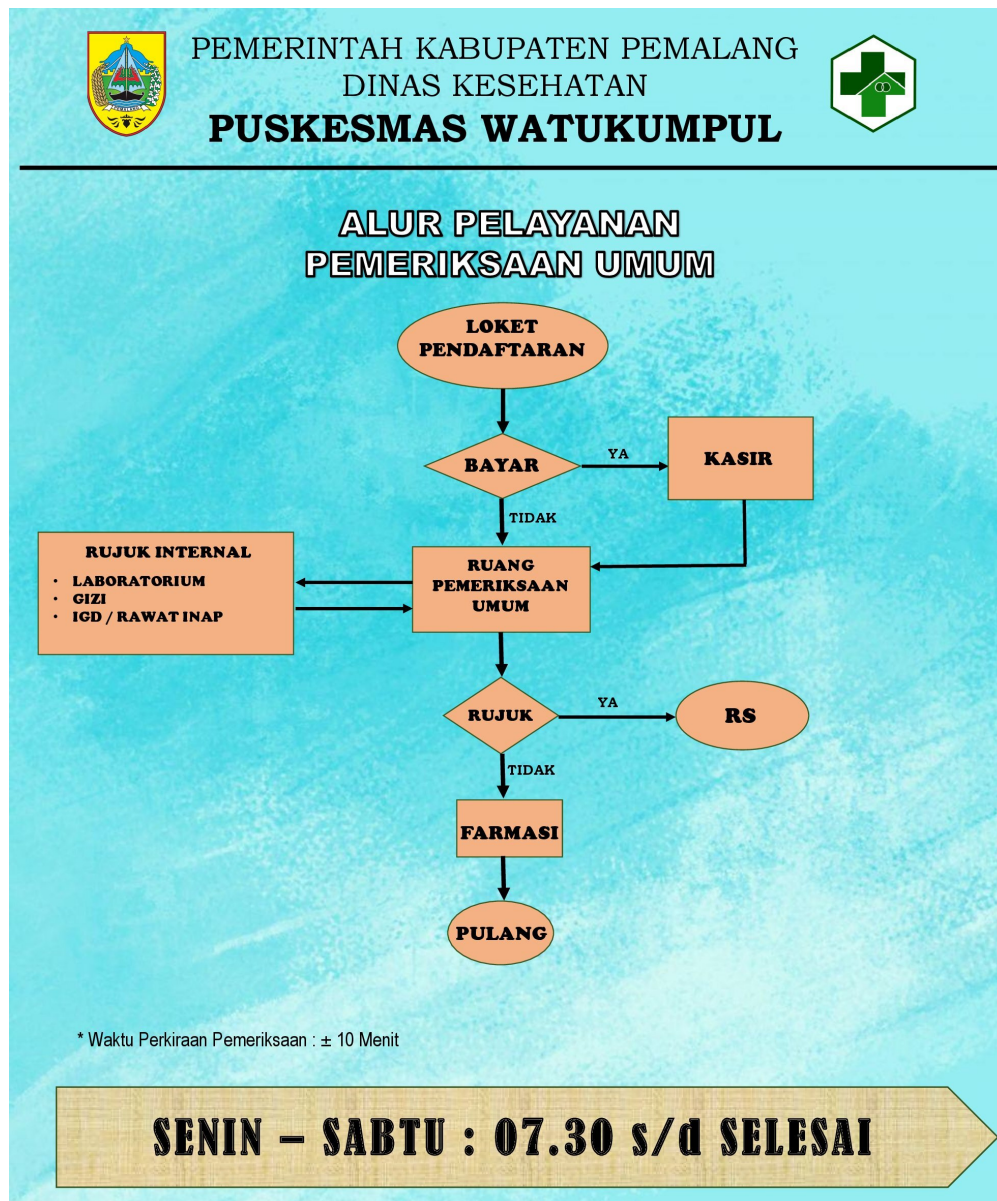 PEMERINTAH KABUPATEN PEMALANG
DINAS KESEHATAN
PUSKESMAS WATUKUMPUL
PEMALANG
ALUR PELAYANAN
PEMERIKSAAN UMUM
LOKET
PENDAFTARAN
BAYAR
YA
KASIR
TIDAK
RUJUK INTERNAL
• LABORATORIUM
• GIZI
• IGD / RAWAT INAP
RUANG
PEMERIKSAAN
UMUM
RUJUK
YA
RS
TIDAK
FARMASI
PULANG
* Waktu Perkiraan Pemeriksaan : ± 10 Menit
SENIN – SABTU : 07.30 s/d SELESAI